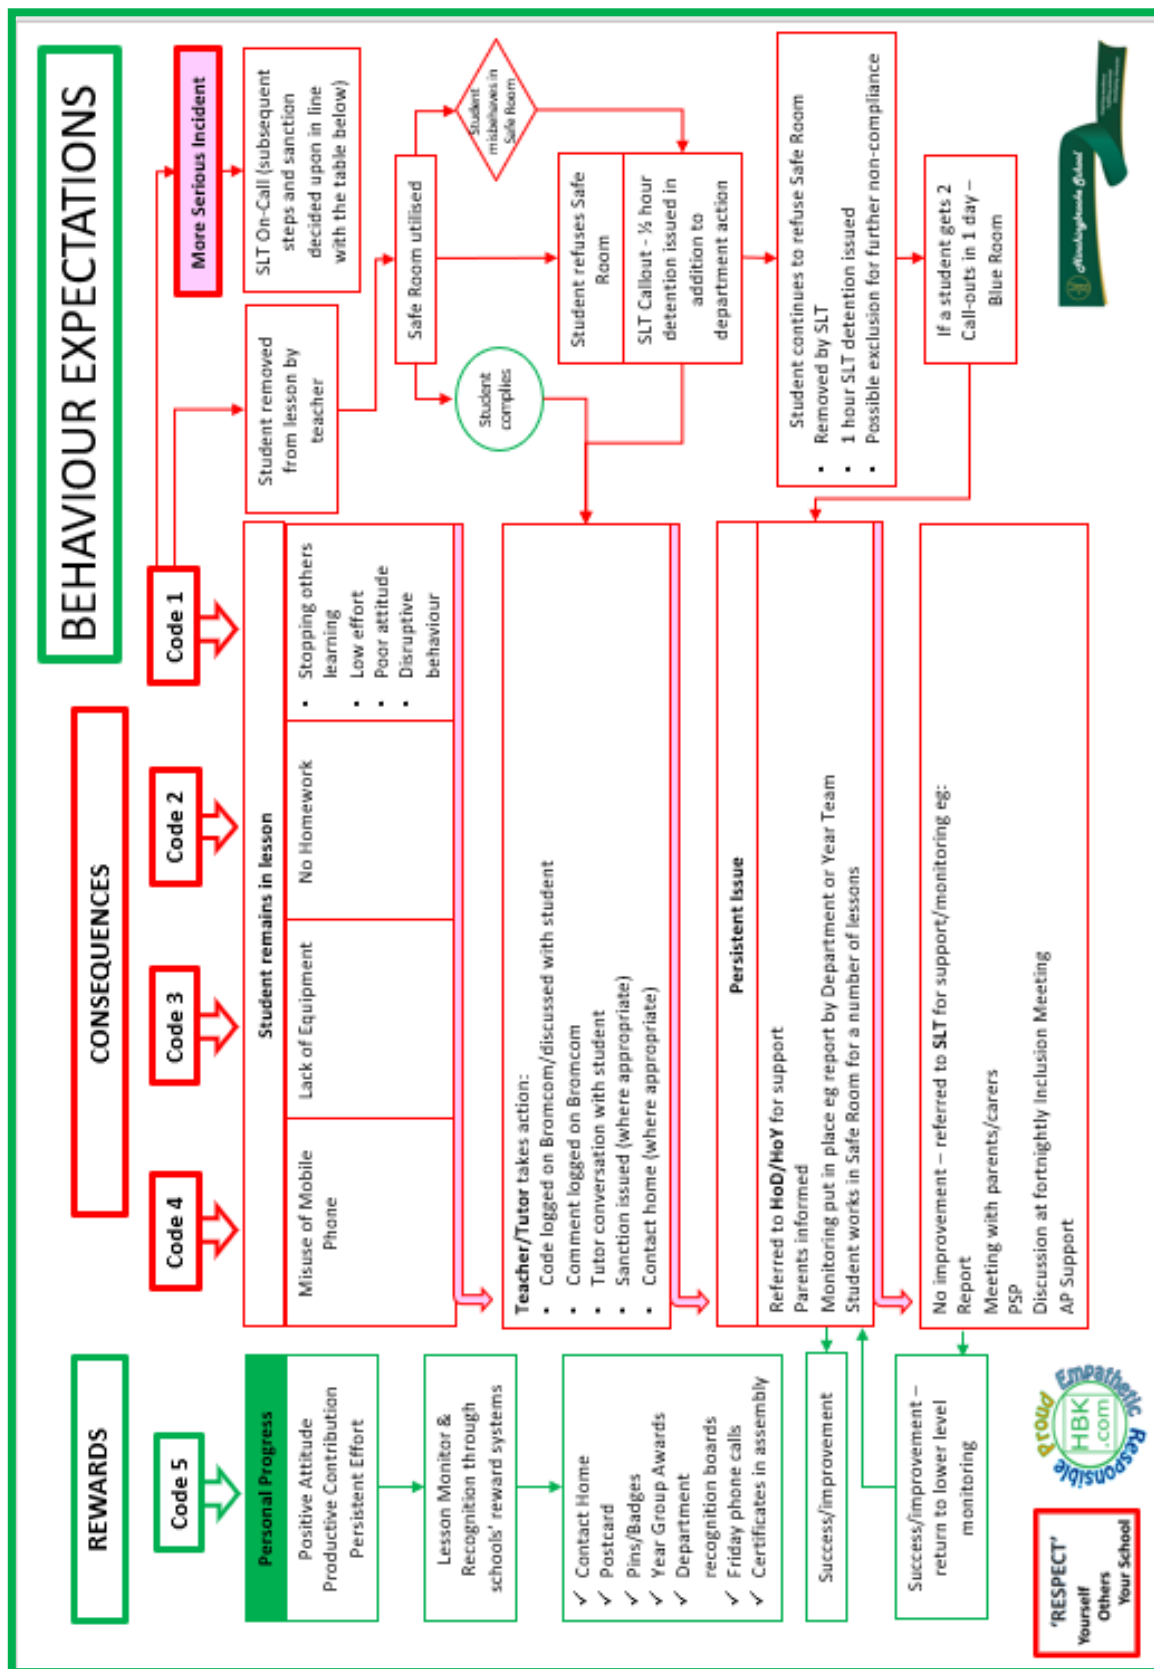 BEHAVIOUR EXPECTATIONS
REWARDS
CONSEQUENCES
Code 5
Code 4
Code 3
Code 2
Code 1
More Serious Incident
Personal Progress
Positive Attitude
Productive Contribution
Persistent Effort
Lesson Monitor &
Recognition through
schools' reward systems
✓ Contact Home
✓ Postcard
✓ Pins/Badges
✓ Year Group Awards
✓ Department
recognition boards
✓ Friday phone calls
✓ Certificates in assembly
Success/improvement
Success/improvement –
return to lower level
monitoring
Student remains in lesson
Misuse of Mobile
Phone
Lack of Equipment
No Homework
▪ Stopping others
learning
▪ Low effort
▪ Poor attitude
▪ Disruptive
behaviour
Teacher/Tutor takes action:
▪ Code logged on Bromcom/discussed with student
▪ Comment logged on Bromcom
▪ Tutor conversation with student
▪ Sanction issued (where appropriate)
▪ Contact home (where appropriate)
Persistent Issue
Referred to HoD/HoY for support
Parents informed
Monitoring put in place eg report by Department or Year Team
Student works in Safe Room for a number of lessons
No improvement – referred to SLT for support/monitoring eg:
Report
Meeting with parents/carers
PSP
Discussion at fortnightly Inclusion Meeting
AP Support
Student removed
from lesson by
teacher
SLT On-Call (subsequent
steps and sanction
decided upon in line
with the table below)
Safe Room utilised
Student
complies
Student
misbehaves in
Safe Room
Student refuses Safe
Room
SLT Callout - ½ hour
detention issued in
addition to
department action
Student continues to refuse Safe Room
▪ Removed by SLT
▪ 1 hour SLT detention issued
▪ Possible exclusion for further non-compliance
If a student gets 2
Call-outs in 1 day –
Blue Room
'RESPECT'
Yourself
Others
Your School
Proud
Empathetic
Responsible
HBK
.com
Hinchingbrooke School